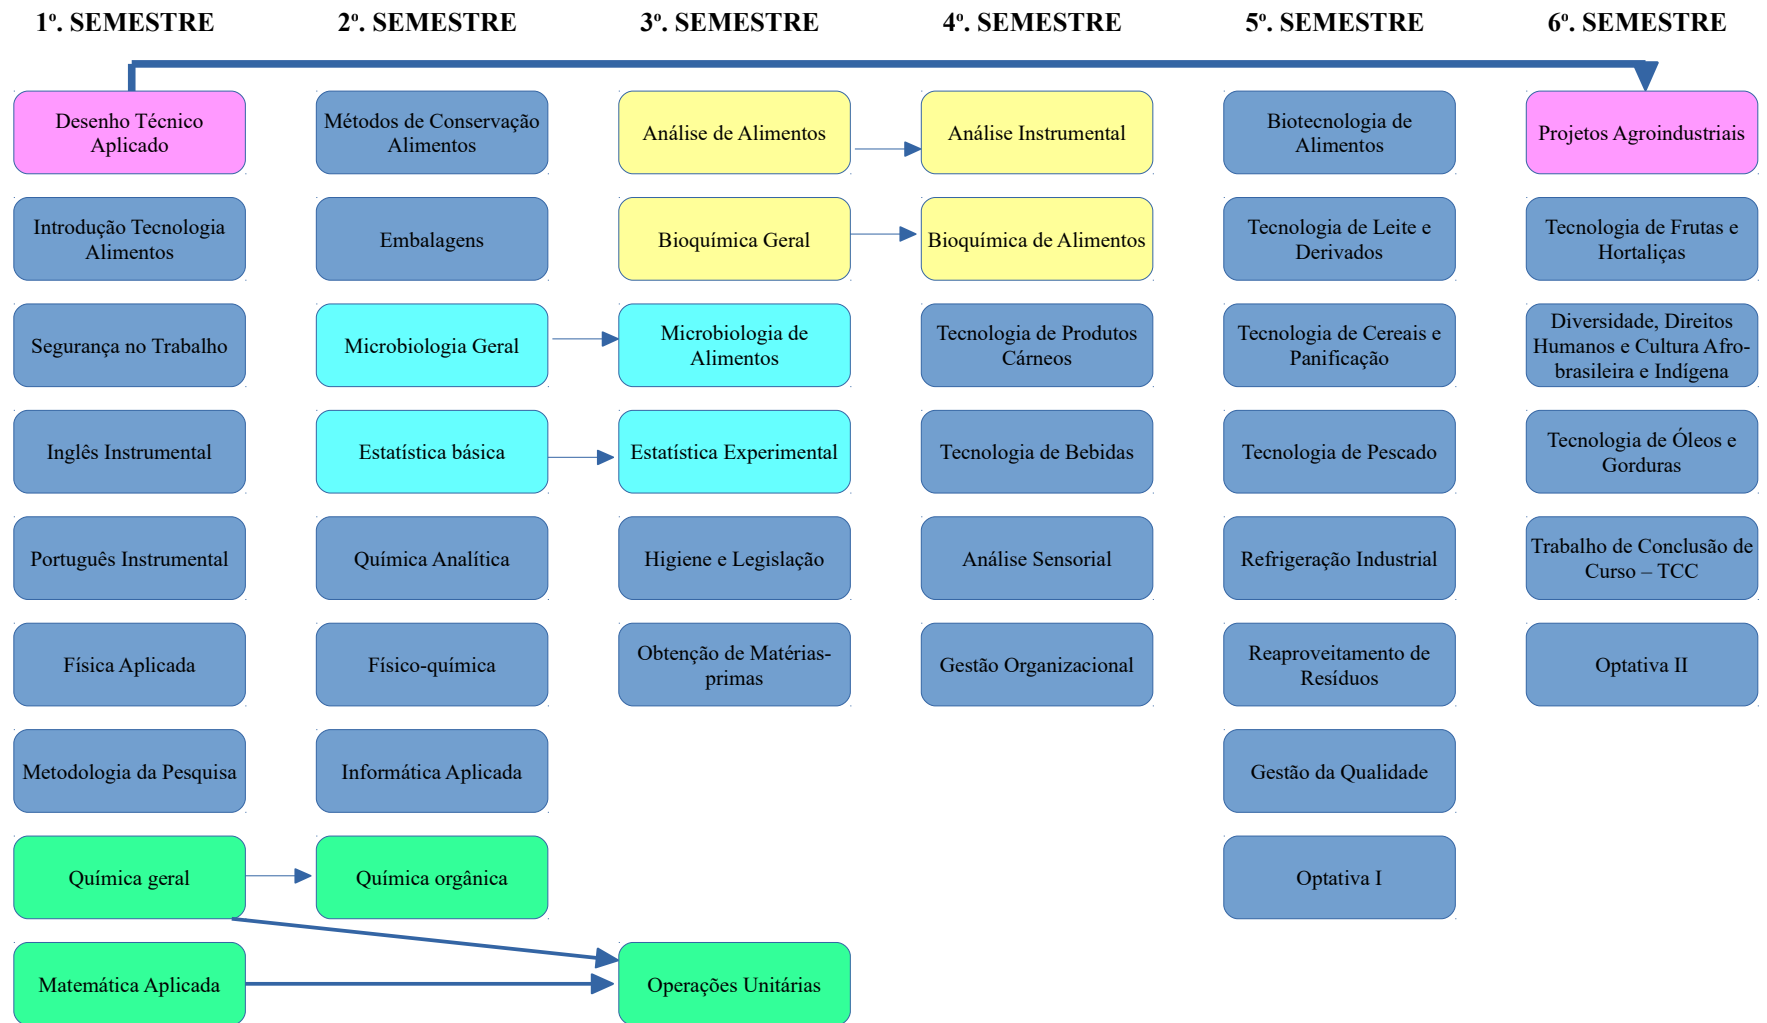 1º. SEMESTRE
2º. SEMESTRE
3º. SEMESTRE
4º. SEMESTRE
5º. SEMESTRE
6º. SEMESTRE
Desenho Técnico
Aplicado
Métodos de Conservação
Alimentos
Análise de Alimentos
Análise Instrumental
Biotecnologia de
Alimentos
Projetos Agroindustriais
Introdução Tecnologia
Alimentos
Embalagens
Bioquímica Geral
Bioquímica de Alimentos
Tecnologia de Leite e
Derivados
Tecnologia de Frutas e
Hortaliças
Segurança no Trabalho
Microbiologia Geral
Microbiologia de
Alimentos
Tecnologia de Produtos
Cárneos
Tecnologia de Cereais e
Panificação
Diversidade, Direitos
Humanos e Cultura Afro-
brasileira e Indígena
Inglês Instrumental
Estatística básica
Estatística Experimental
Tecnologia de Bebidas
Tecnologia de Pescado
Tecnologia de Óleos e
Gorduras
Português Instrumental
Química Analítica
Higiene e Legislação
Análise Sensorial
Refrigeração Industrial
Trabalho de Conclusão de
Curso – TCC
Física Aplicada
Físico-química
Obtenção de Matérias-
primas
Gestão Organizacional
Reaproveitamento de
Resíduos
Optativa II
Metodologia da Pesquisa
Informática Aplicada
Gestão da Qualidade
Química geral
Química orgânica
Optativa I
Matemática Aplicada
Operações Unitárias